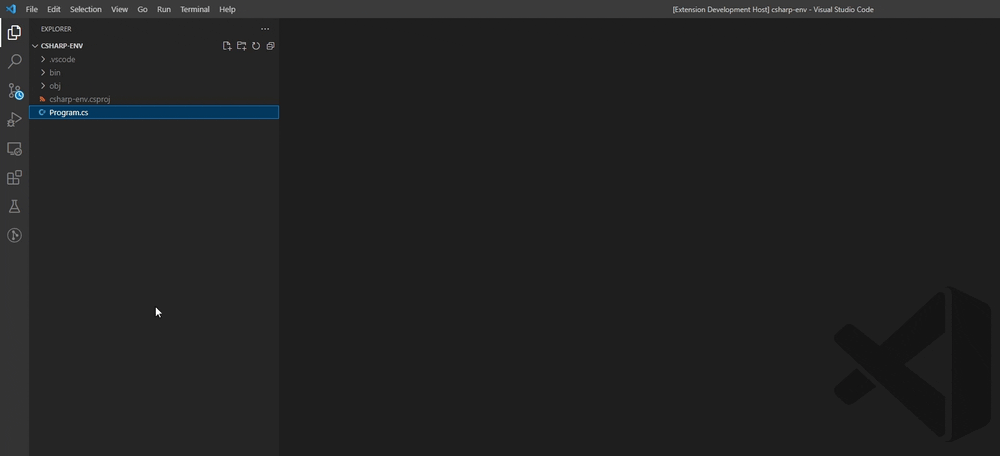 File Edit Selection View Go Run Terminal Help
[Extension Development Host] csharp-env - Visual Studio Code
EXPLORER
CSHARP-ENV
.vscode
bin
obj
csharp-env.csproj
Program.cs